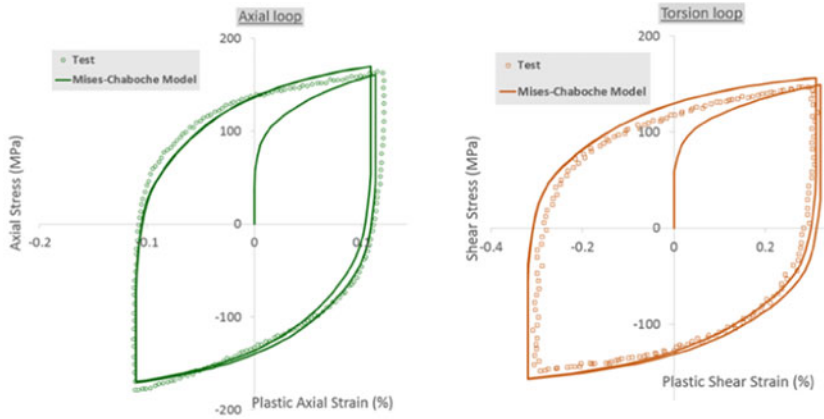 Axial loop
200
Test
Mises-Chaboche Model
100
Axial Stress (MPa)
0
-0.2
0.1
0
0.1
-100
Plastic Axial Strain (%)
-200
Torsion loop
200
Test
Mises-Chaboche Model
100
Shear Stress (MPa)
0
-0.4
-0.2
0
0.2
-100
Plastic Shear Strain (%)